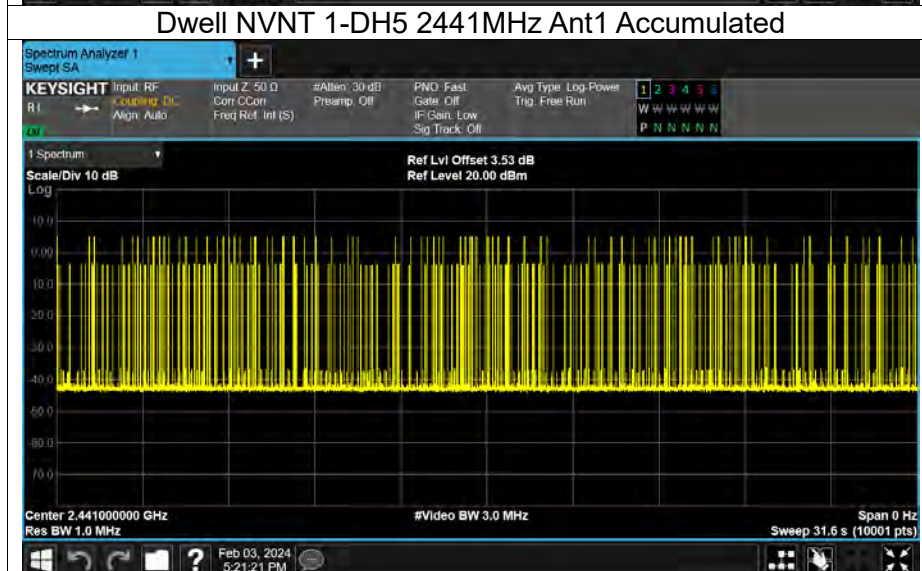 Dwell NVNT 1-DH5 2441MHz Ant1 Accumulated
Spectrum Analyzer 1
Swept SA
+
KEYSIGHT Input: RF Input Z: 50 Ω #Atten: 30 dB PNO: Fast Avg Type: Log-Power 1 2 3 4 5 6
Coupling: DC Corr CCorr Preamp: Off Gate: Off Trig: Free Run W W W W W W
Align: Auto Freq Ref: Int (S) IF Gain: Low
Sig Track: Off P N N N N N
1 Spectrum
Ref Lvl Offset 3.53 dB
Scale/Div 10 dB Ref Level 20.00 dBm
Log
10.0
0.00
-10.0
-20.0
-30.0
-40.0
-50.0
-60.0
-70.0
Center 2.441000000 GHz #Video BW 3.0 MHz Span 0 Hz
Res BW 1.0 MHz Sweep 31.6 s (10001 pts)
? Feb 03, 2024
5:21:21 PM